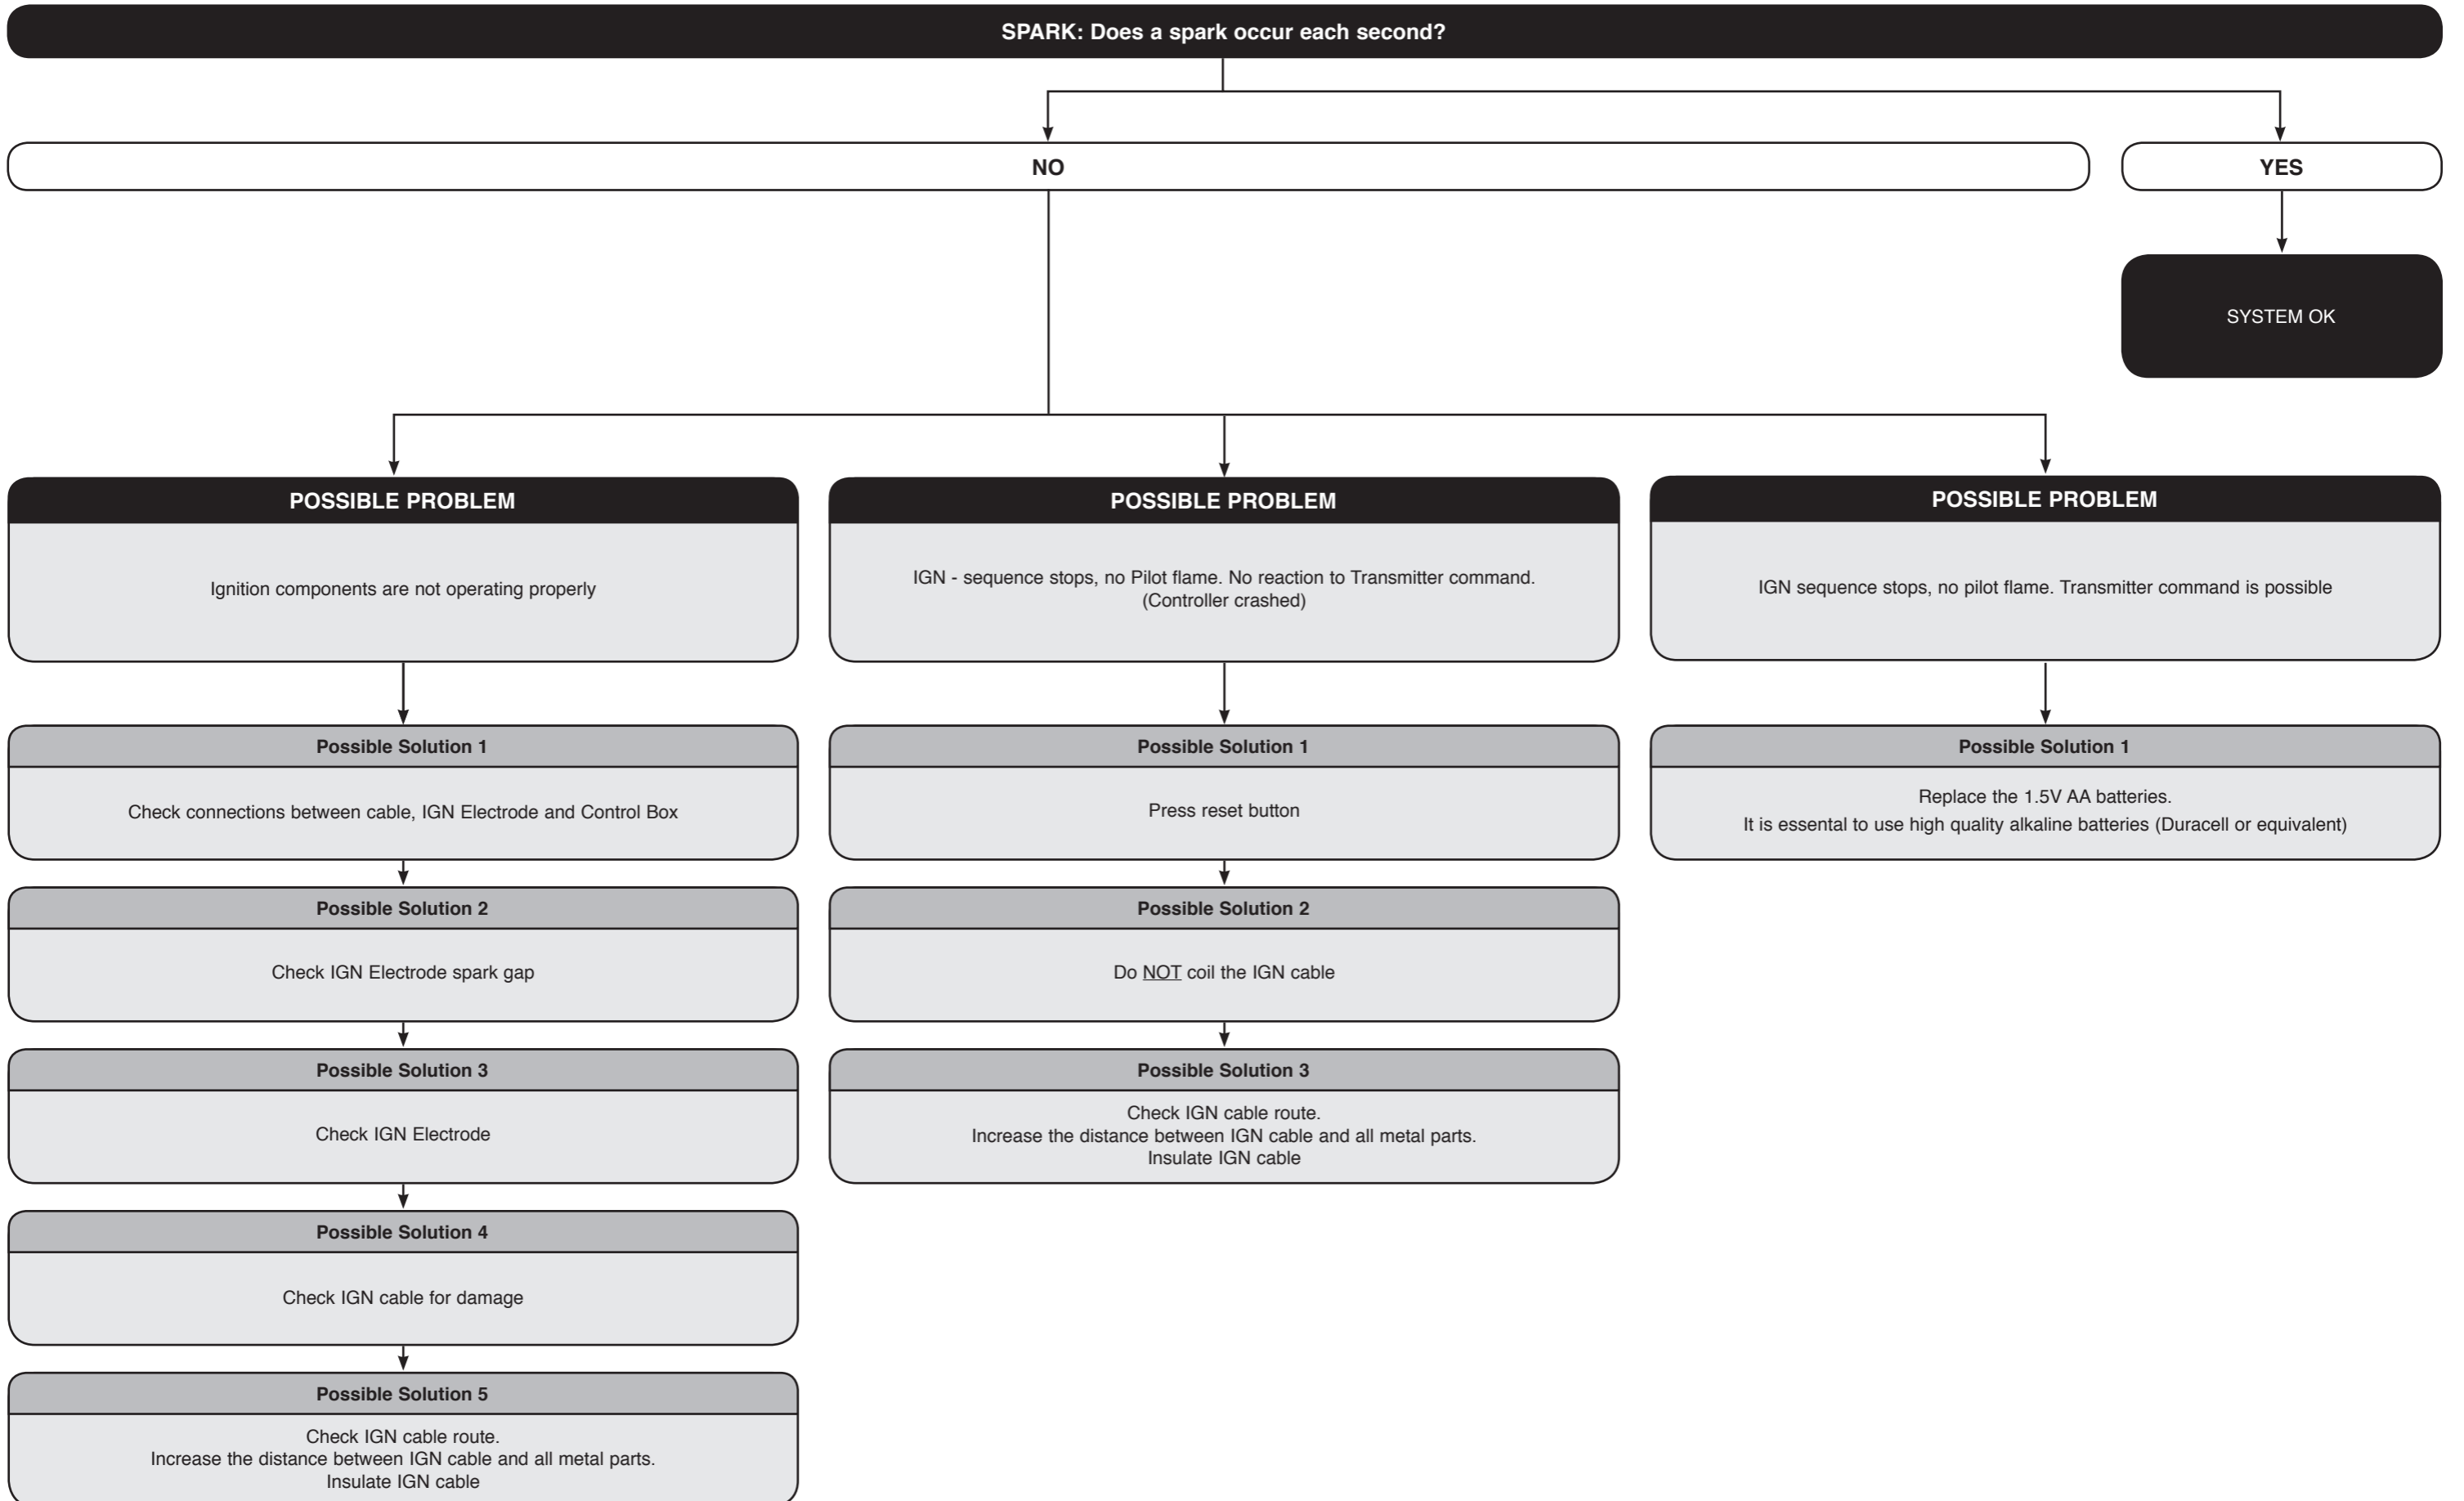 SPARK: Does a spark occur each second?
NO
YES
SYSTEM OK
POSSIBLE PROBLEM
Ignition components are not operating properly
Possible Solution 1
Check connections between cable, IGN Electrode and Control Box
Possible Solution 2
Check IGN Electrode spark gap
Possible Solution 3
Check IGN Electrode
Possible Solution 4
Check IGN cable for damage
Possible Solution 5
Check IGN cable route.
Increase the distance between IGN cable and all metal parts.
Insulate IGN cable
POSSIBLE PROBLEM
IGN - sequence stops, no Pilot flame. No reaction to Transmitter command.
(Controller crashed)
Possible Solution 1
Press reset button
Possible Solution 2
Do NOT coil the IGN cable
Possible Solution 3
Check IGN cable route.
Increase the distance between IGN cable and all metal parts.
Insulate IGN cable
POSSIBLE PROBLEM
IGN sequence stops, no pilot flame. Transmitter command is possible
Possible Solution 1
Replace the 1.5V AA batteries.
It is essental to use high quality alkaline batteries (Duracell or equivalent)